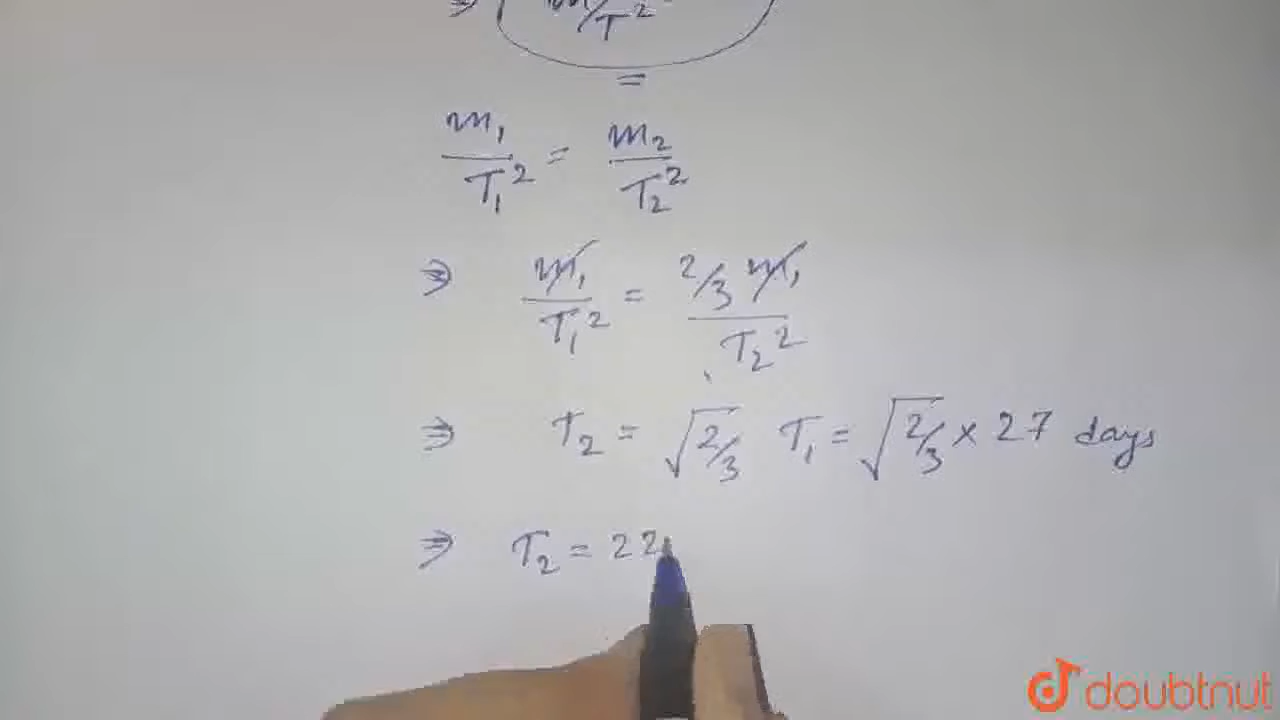 ⇒ m/T²
=
m₁/T₁² = m₂/T₂²
⇒ m₁/T₁² = 2/3 m₁/T₂²
⇒ T₂ = √2/3 T₁ = √2/3 × 27 days
⇒ T₂ = 22
doubtnut